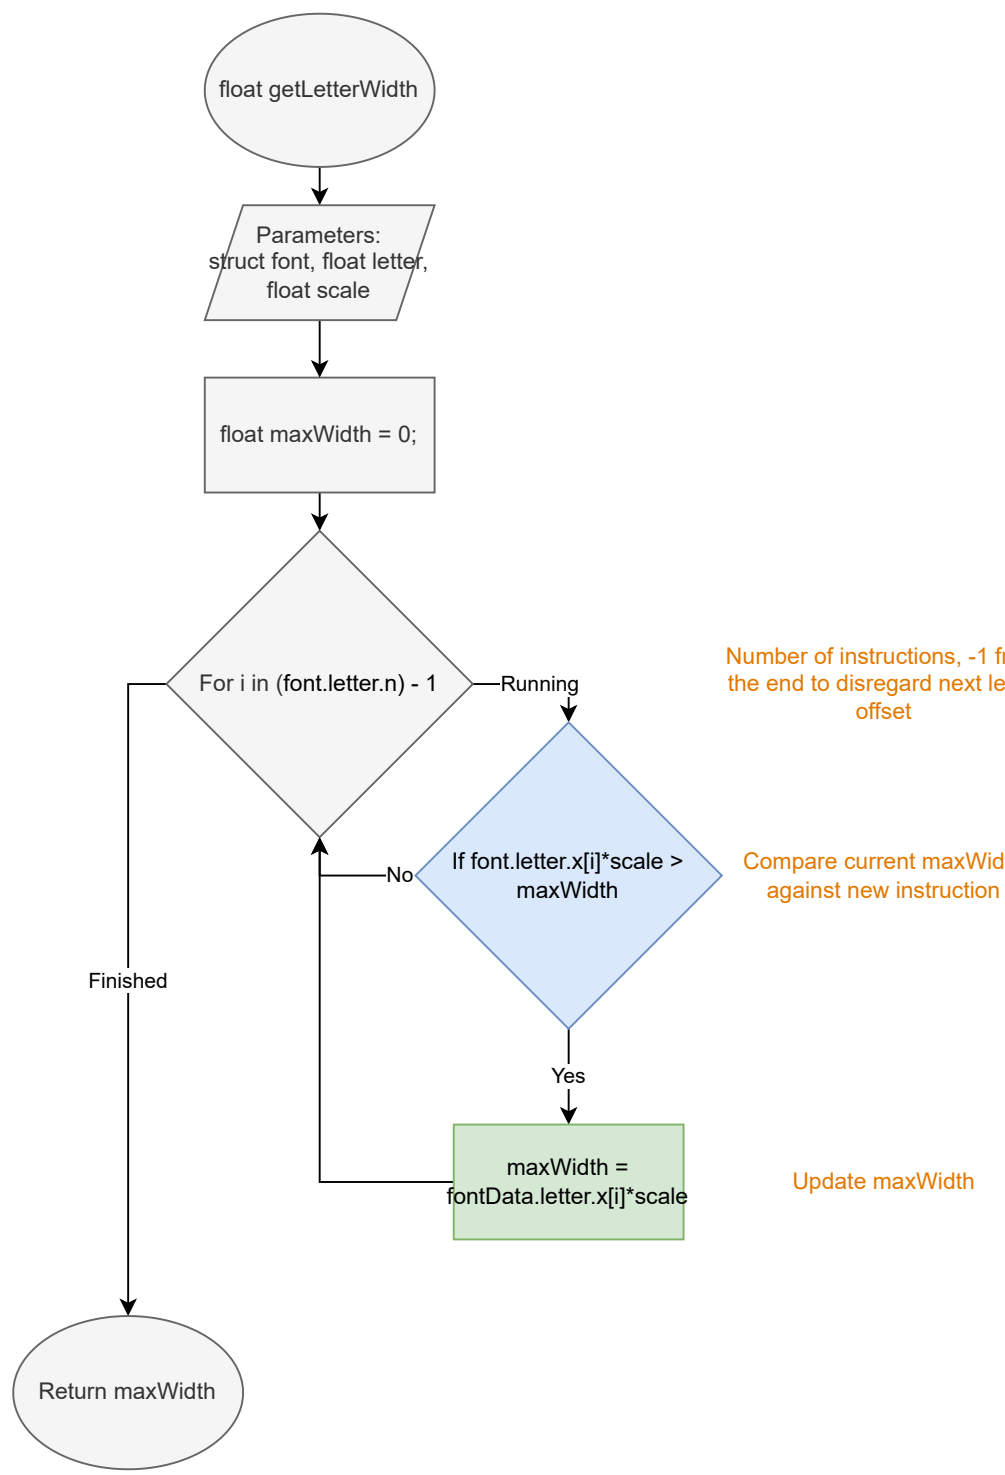 float getLetterWidth
Parameters:
struct font, float letter,
float scale
float maxWidth = 0;
For i in (font.letter.n) - 1
Running
Number of instructions, -1
the end to disregard next
offset
If font.letter.x[i]*scale >
maxWidth
No
Compare current
against new instruction
Finished
Yes
maxWidth =
fontData.letter.x[i]*scale
Update maxWidth
Return maxWidth